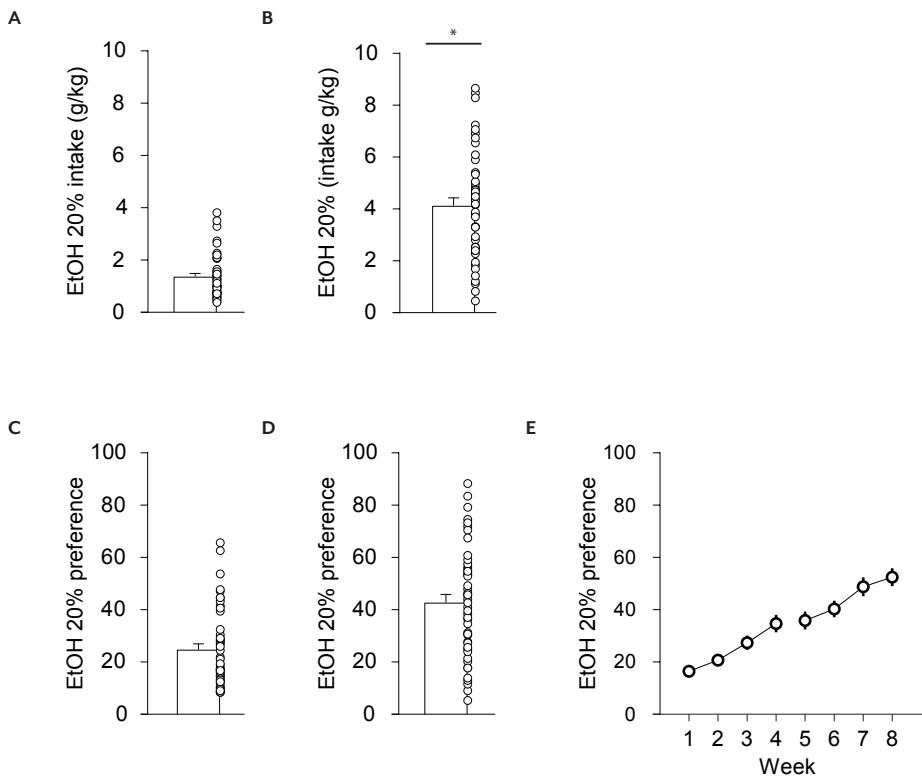 A
EtOH 20% intake (g/kg)
10
8
6
4
2
0
B
*
EtOH 20% (intake g/kg)
10
8
6
4
2
0
C
EtOH 20% preference
100
80
60
40
20
0
D
EtOH 20% preference
100
80
60
40
20
0
E
EtOH 20% preference
100
80
60
40
20
0
1 2 3 4 5 6 7 8
Week